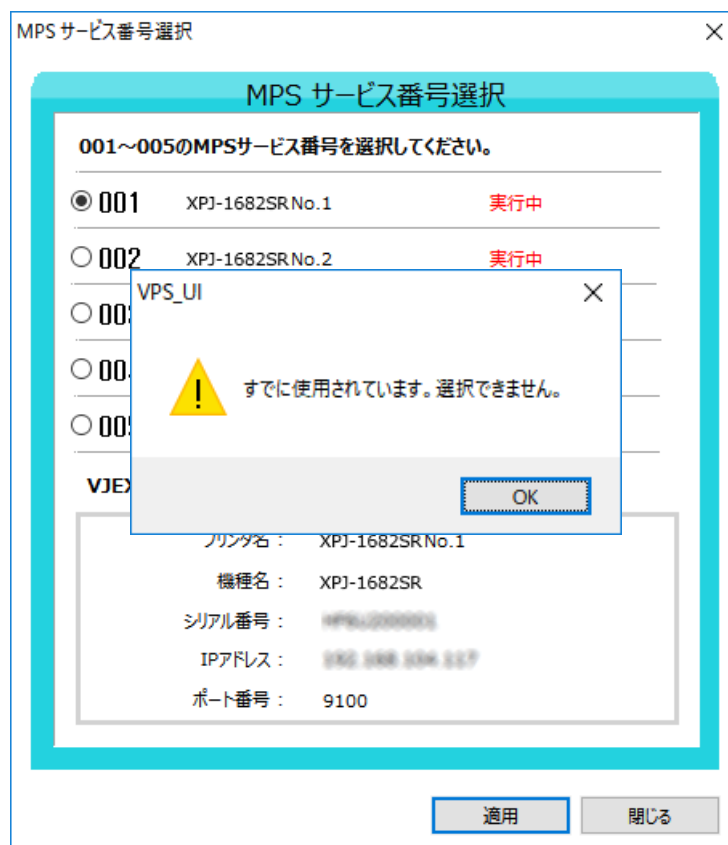 MPS サービス番号選択
MPS サービス番号選択
001～005のMPSサービス番号を選択してください。
001 XPJ-1682SR No.1 実行中
002 XPJ-1682SR No.2 実行中
VPS_UI
すでに使用されています。選択できません。
OK
プリンタ名 : XPJ-1682SR No.1
機種名 : XPJ-1682SR
シリアル番号 :
IPアドレス :
ポート番号 : 9100
適用 閉じる